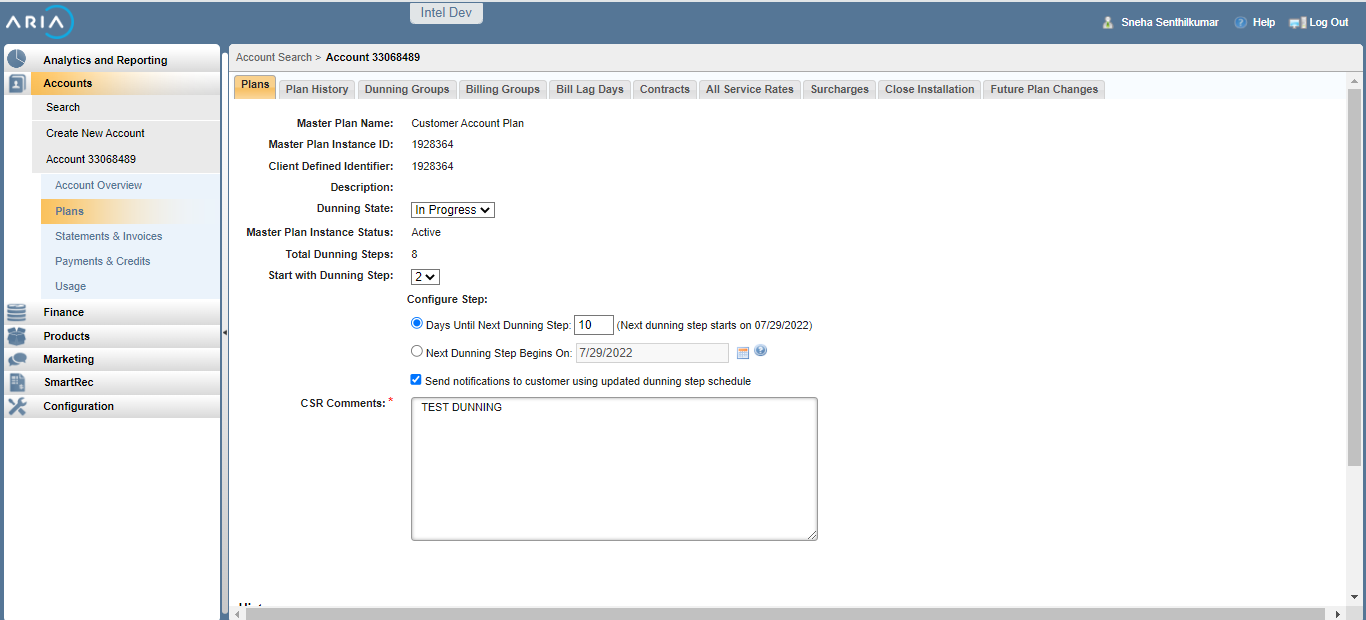 Intel Dev
ARIA
Sneha Senthilkumar Help Log Out
Analytics and Reporting
Accounts
Search
Create New Account
Account 33068489
Account Overview
Plans
Statements & Invoices
Payments & Credits
Usage
Finance
Products
Marketing
SmartRec
Configuration
Account Search > Account 33068489
Plans Plan History Dunning Groups Billing Groups Bill Lag Days Contracts All Service Rates Surcharges Close Installation Future Plan Changes
Master Plan Name: Customer Account Plan
Master Plan Instance ID: 1928364
Client Defined Identifier: 1928364
Description:
Dunning State: In Progress
Master Plan Instance Status: Active
Total Dunning Steps: 8
Start with Dunning Step: 2
Configure Step:
Days Until Next Dunning Step: 10 (Next dunning step starts on 07/29/2022)
Next Dunning Step Begins On: 7/29/2022
Send notifications to customer using updated dunning step schedule
CSR Comments: * TEST DUNNING